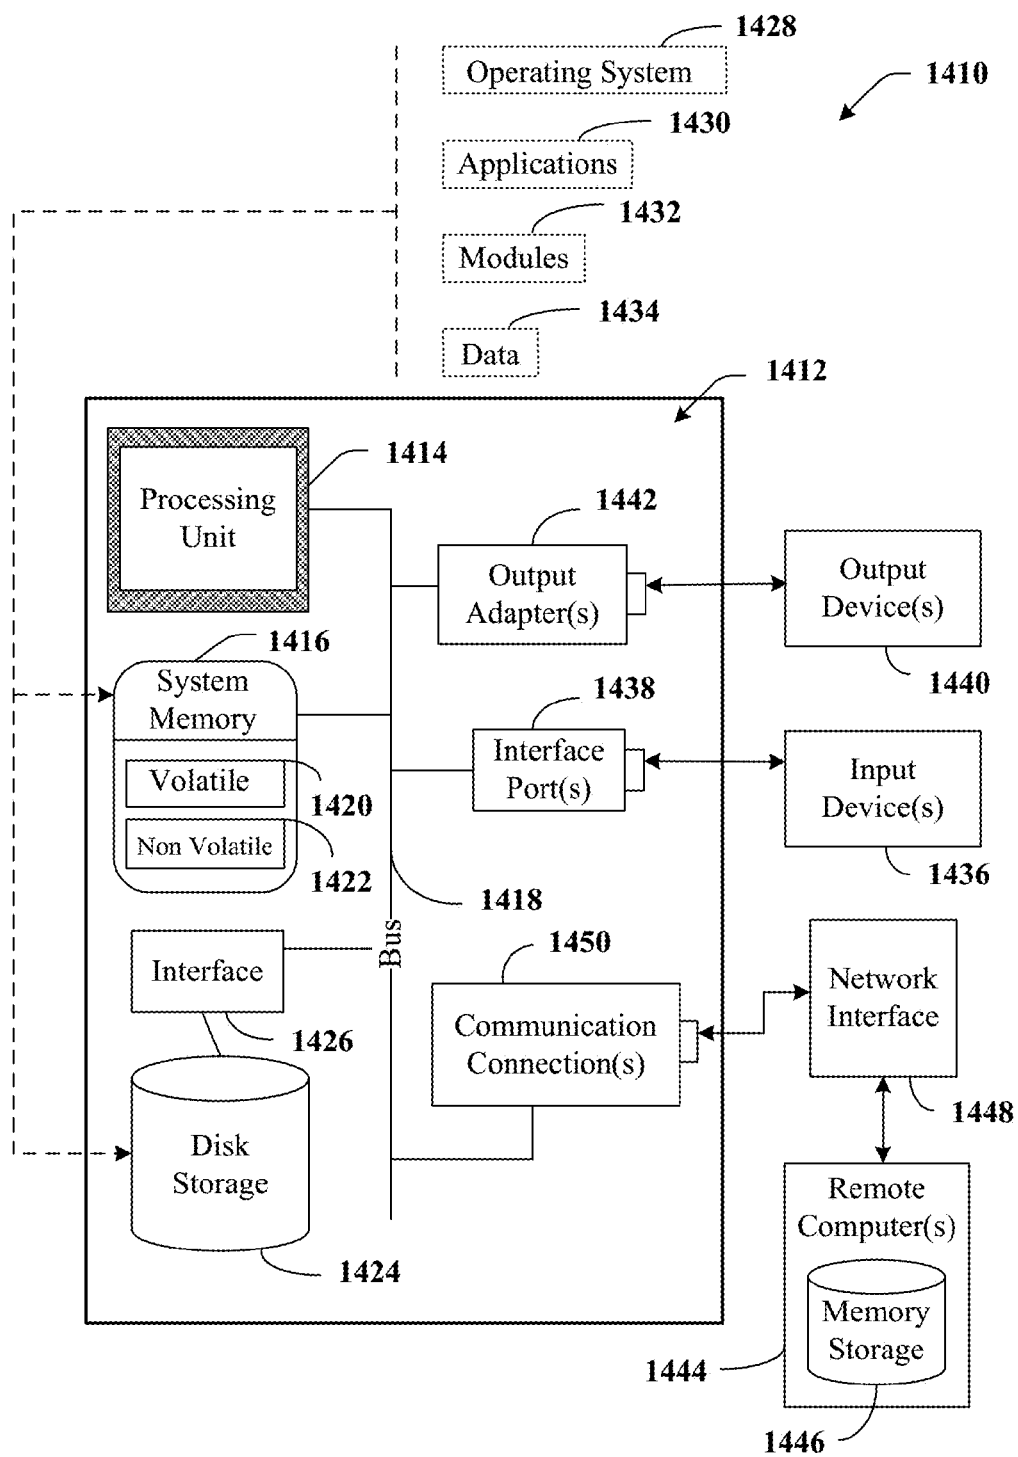 1428
Operating System
1410
1430
Applications
1432
Modules
1434
Data
1412
1414
Processing
Unit
1442
Output
Adapter(s)
Output
Device(s)
1440
1416
System
Memory
Volatile
1420
Non Volatile
1422
1438
Interface
Port(s)
Input
Device(s)
1436
1418
Bus
Interface
1426
1450
Communication
Connection(s)
Network
Interface
1448
Disk
Storage
1424
Remote
Computer(s)
Memory
Storage
1444
1446